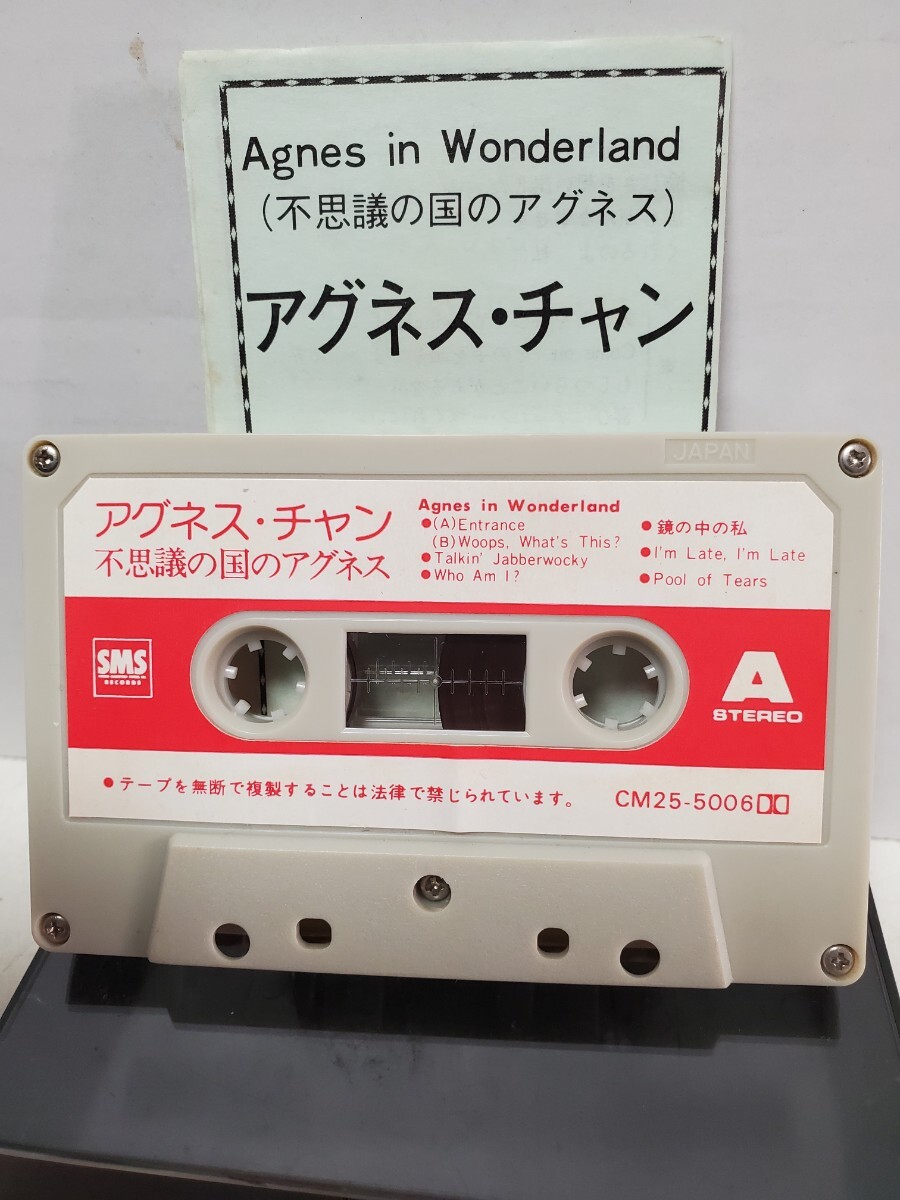 Agnes in Wonderland
(不思議の国のアグネス)
アグネス・チャン
JAPAN
アグネス・チャン
不思議の国のアグネス
Agnes in Wonderland
●(A)Entrance
(B)Woops, What's This?
●Talkin' Jabberwocky
●Who Am I?
●鏡の中の私
●I'm Late, I'm Late
●Pool of Tears
SMS
RECORDS
A
STEREO
●テープを無断で複製することは法律で禁じられています。
CM25-5006